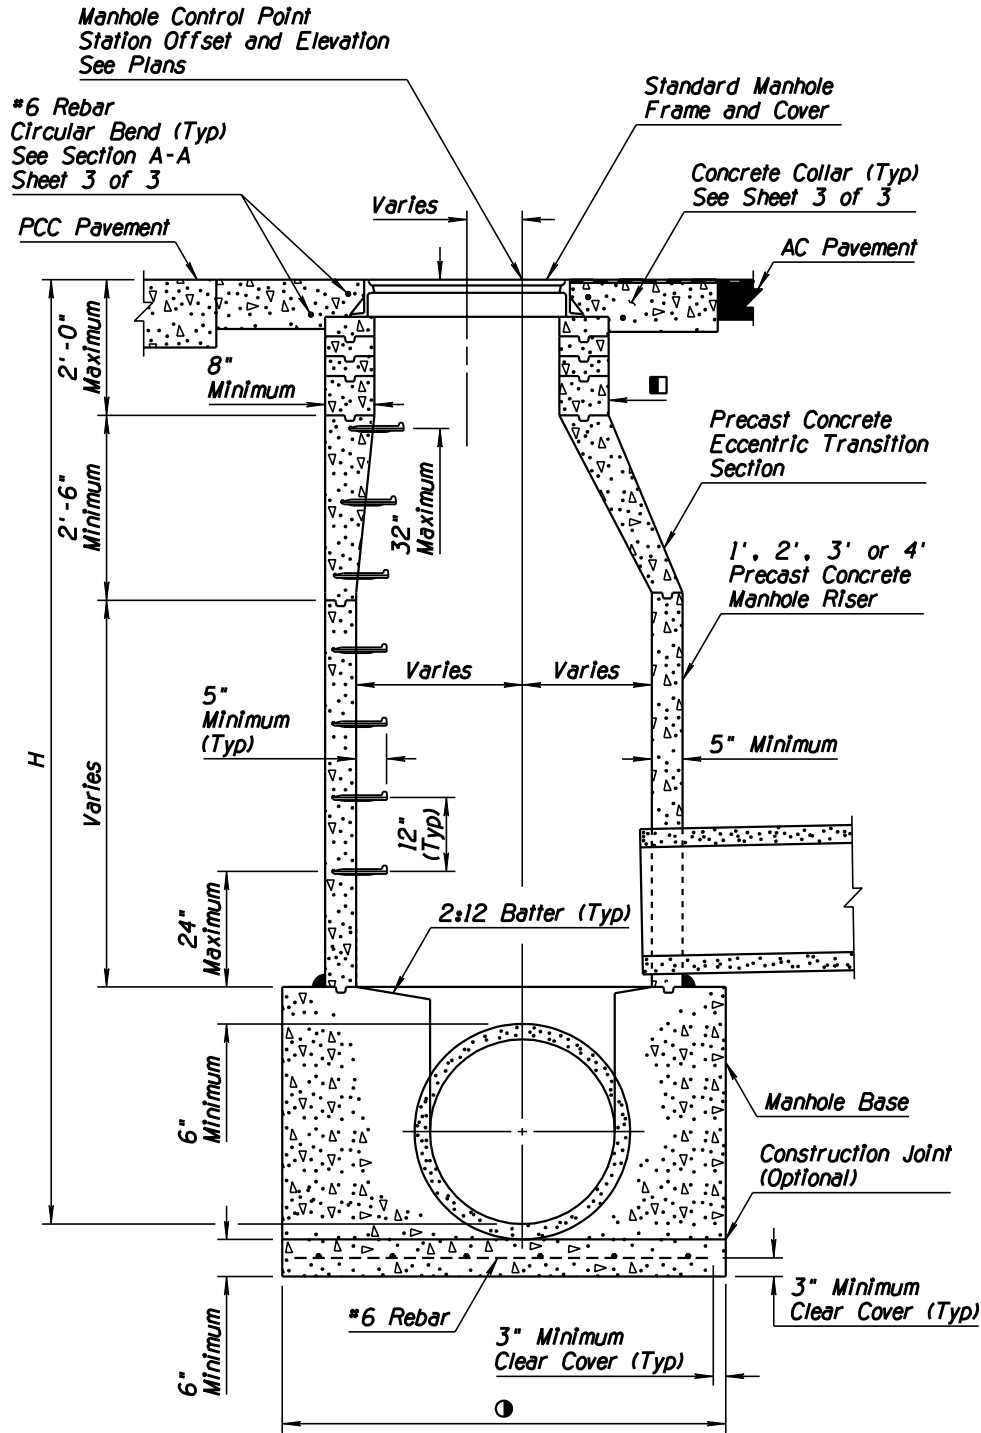 Manhole Control Point
Station Offset and Elevation
See Plans
#6 Rebar
Circular Bend (Typ)
See Section A-A
Sheet 3 of 3
Standard Manhole
Frame and Cover
Concrete Collar (Typ)
See Sheet 3 of 3
Varies
PCC Pavement
AC Pavement
2'-0"
Maximum
8"
Minimum
Precast Concrete
Eccentric Transition
Section
2'-6"
Minimum
32"
Maximum
1', 2', 3' or 4'
Precast Concrete
Manhole Riser
Varies
Varies
5"
Minimum
(Typ)
5" Minimum
H
Varies
12"
(Typ)
24"
Maximum
2:12 Batter (Typ)
6"
Minimum
Manhole Base
Construction Joint
(Optional)
#6 Rebar
3" Minimum
Clear Cover (Typ)
3" Minimum
Clear Cover (Typ)
6"
Minimum